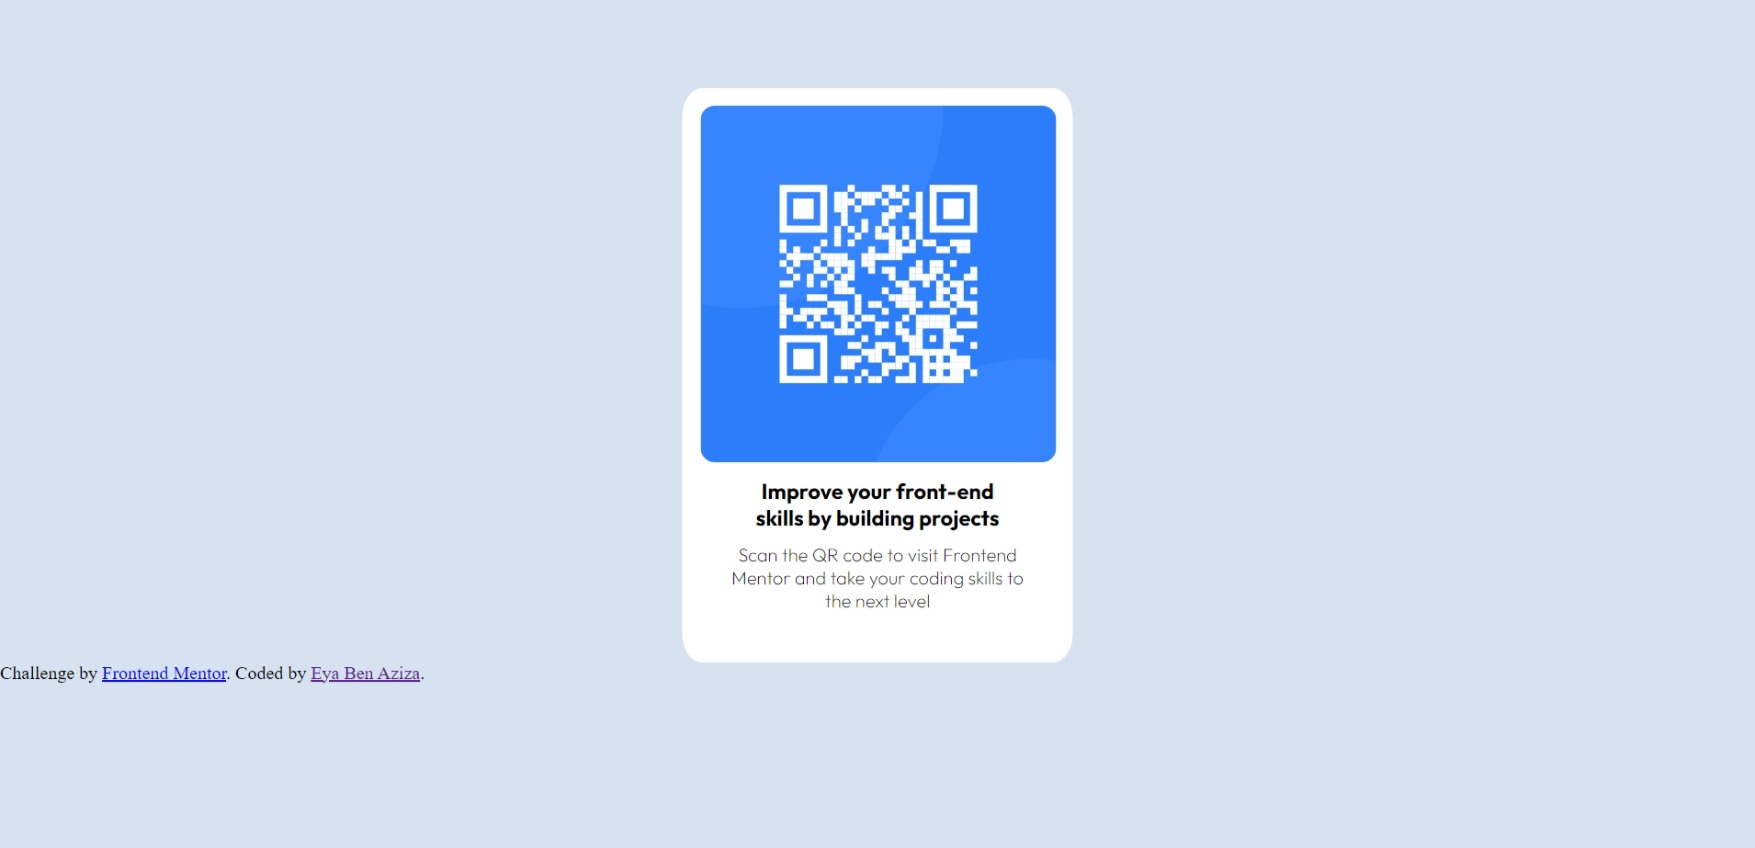 Improve your front-end
skills by building projects
Scan the QR code to visit Frontend
Mentor and take your coding skills to
the next level
Challenge by Frontend Mentor. Coded by Eya Ben Aziza.